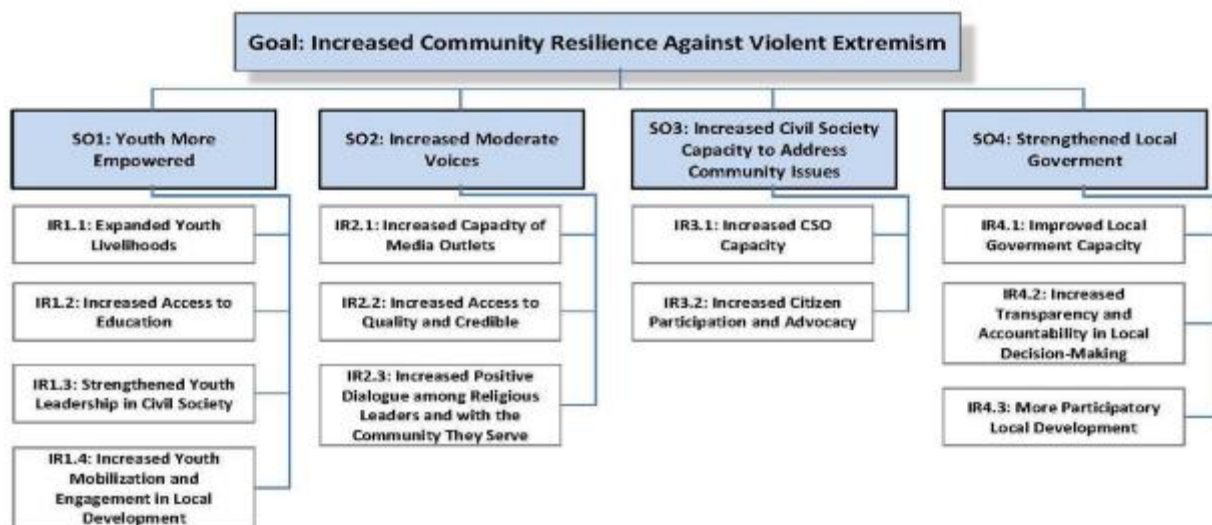 Goal: Increased Community Resilience Against Violent Extremism
SO1: Youth More
Empowered
IR1.1: Expanded Youth
Livelihoods
IR1.2: Increased Access to
Education
IR1.3: Strengthened Youth
Leadership in Civil Society
IR1.4: Increased Youth
Mobilization and
Engagement in Local
Development
SO2: Increased Moderate
Voices
IR2.1: Increased Capacity of
Media Outlets
IR2.2: Increased Access to
Quality and Credible
IR2.3: Increased Positive
Dialogue among Religious
Leaders and with the
Community They Serve
SO3: Increased Civil Society
Capacity to Address
Community Issues
IR3.1: Increased CSO
Capacity
IR3.2: Increased Citizen
Participation and Advocacy
SO4: Strengthened Local
Goverment
IR4.1: Improved Local
Goverment Capacity
IR4.2: Increased
Transparency and
Accountability in Local
Decision-Making
IR4.3: More Participatory
Local Development